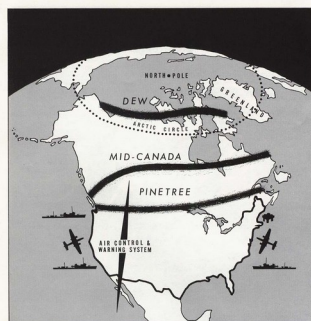 NORTH POLE
GREENLAND
DEW
ARCTIC CIRCLE
MID-CANADA
PINETREE
AIR CONTROL &
WARNING SYSTEM